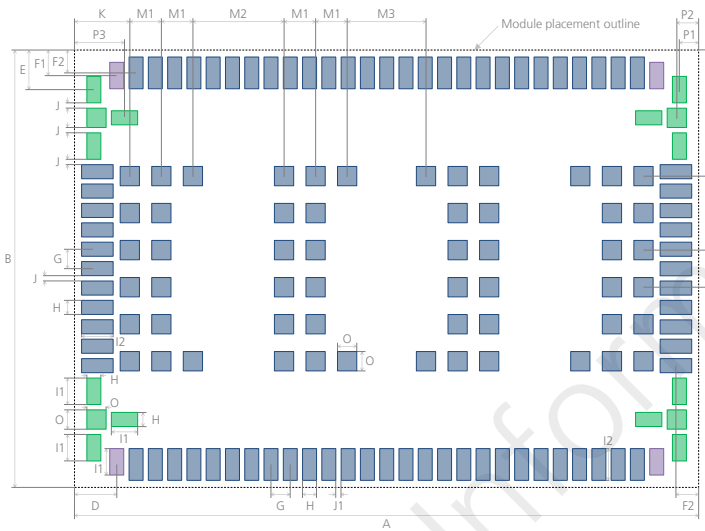 K M1 M1 M2 M1 M1 M3 Module placement outline P2
P3 P1
E F1 F2
J
J
J
B
G
J
H
I2
O
O
H
I1
O
O
H
I1
I1
I1
I2
D G H J1 F2
A
Inform